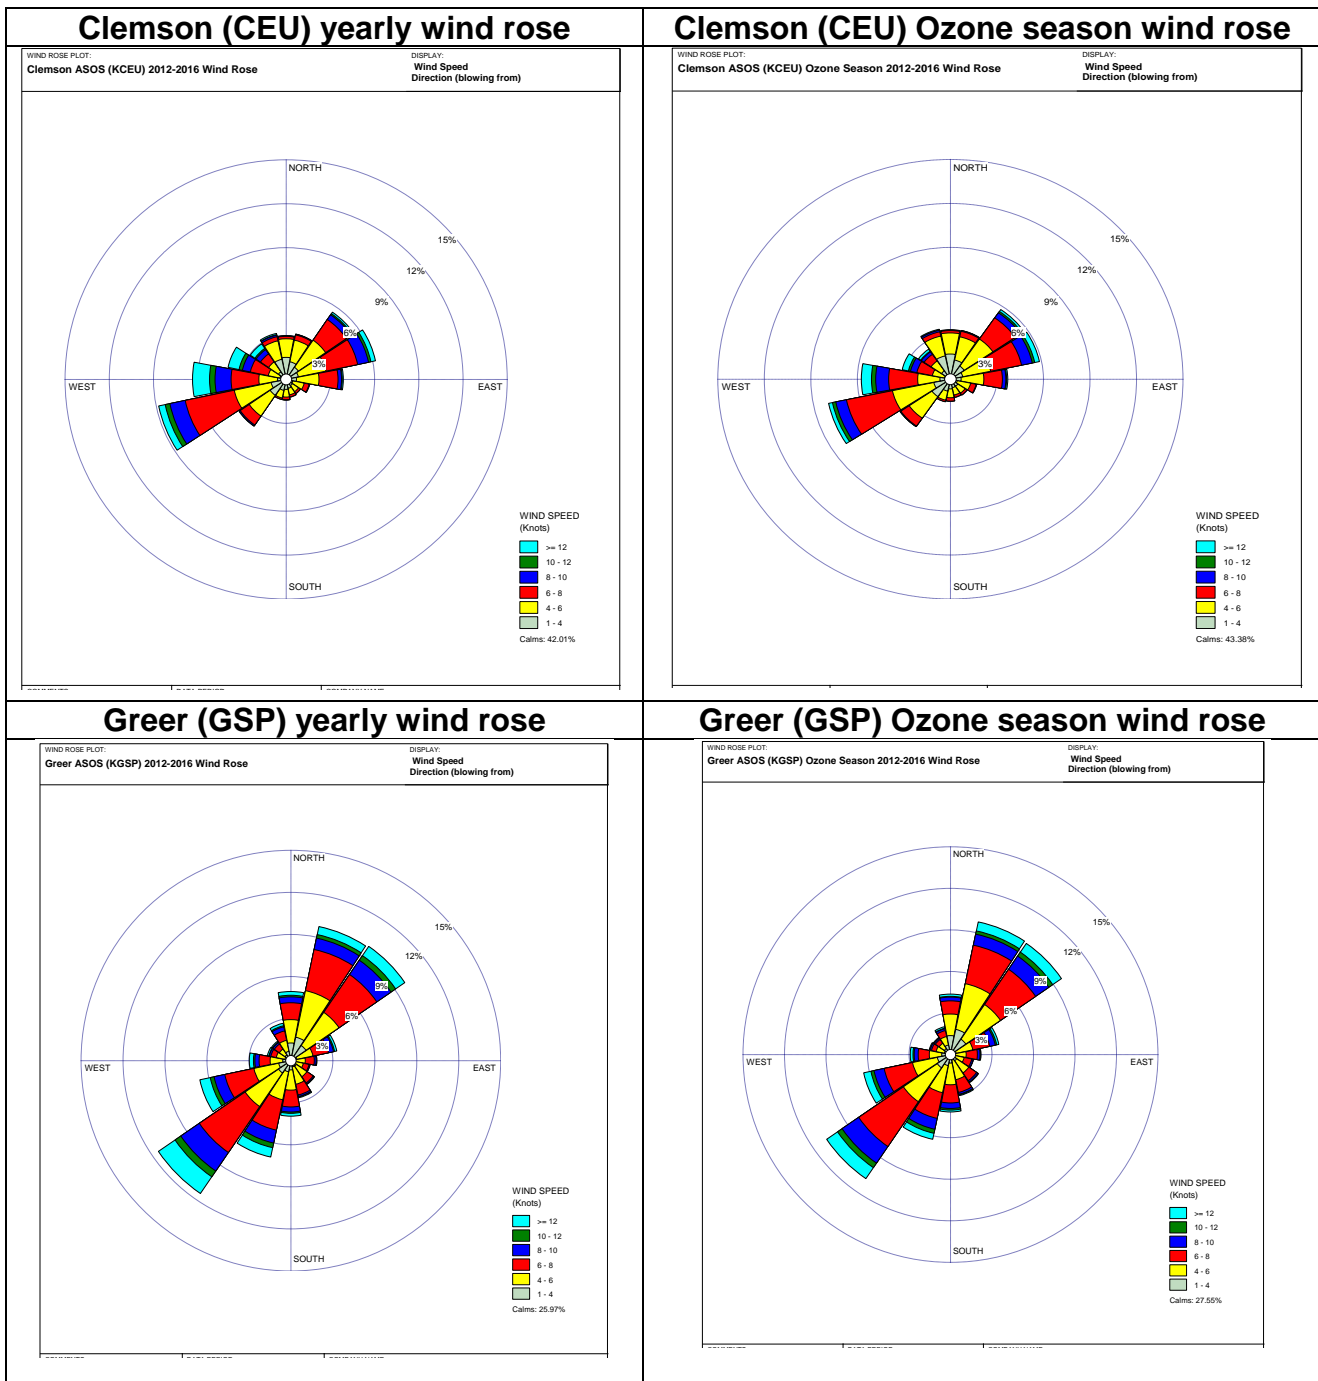 Clemson (CEU) yearly wind rose
WIND ROSE PLOT:
Clemson ASOS (KCEU) 2012-2016 Wind Rose
DISPLAY:
Wind Speed
Direction (blowing from)
NORTH
15%
12%
9%
6%
3%
WEST
EAST
SOUTH
WIND SPEED
(Knots)
>= 12
10 - 12
8 - 10
6 - 8
4 - 6
1 - 4
Calms: 42.01%
Clemson (CEU) Ozone season wind rose
WIND ROSE PLOT:
Clemson ASOS (KCEU) Ozone Season 2012-2016 Wind Rose
DISPLAY:
Wind Speed
Direction (blowing from)
NORTH
15%
12%
9%
6%
3%
WEST
EAST
SOUTH
WIND SPEED
(Knots)
>= 12
10 - 12
8 - 10
6 - 8
4 - 6
1 - 4
Calms: 43.38%
Greer (GSP) yearly wind rose
WIND ROSE PLOT:
Greer ASOS (KGSP) 2012-2016 Wind Rose
DISPLAY:
Wind Speed
Direction (blowing from)
NORTH
15%
12%
9%
6%
3%
WEST
EAST
SOUTH
WIND SPEED
(Knots)
>= 12
10 - 12
8 - 10
6 - 8
4 - 6
1 - 4
Calms: 25.97%
Greer (GSP) Ozone season wind rose
WIND ROSE PLOT:
Greer ASOS (KGSP) Ozone Season 2012-2016 Wind Rose
DISPLAY:
Wind Speed
Direction (blowing from)
NORTH
15%
12%
9%
6%
3%
WEST
EAST
SOUTH
WIND SPEED
(Knots)
>= 12
10 - 12
8 - 10
6 - 8
4 - 6
1 - 4
Calms: 27.55%